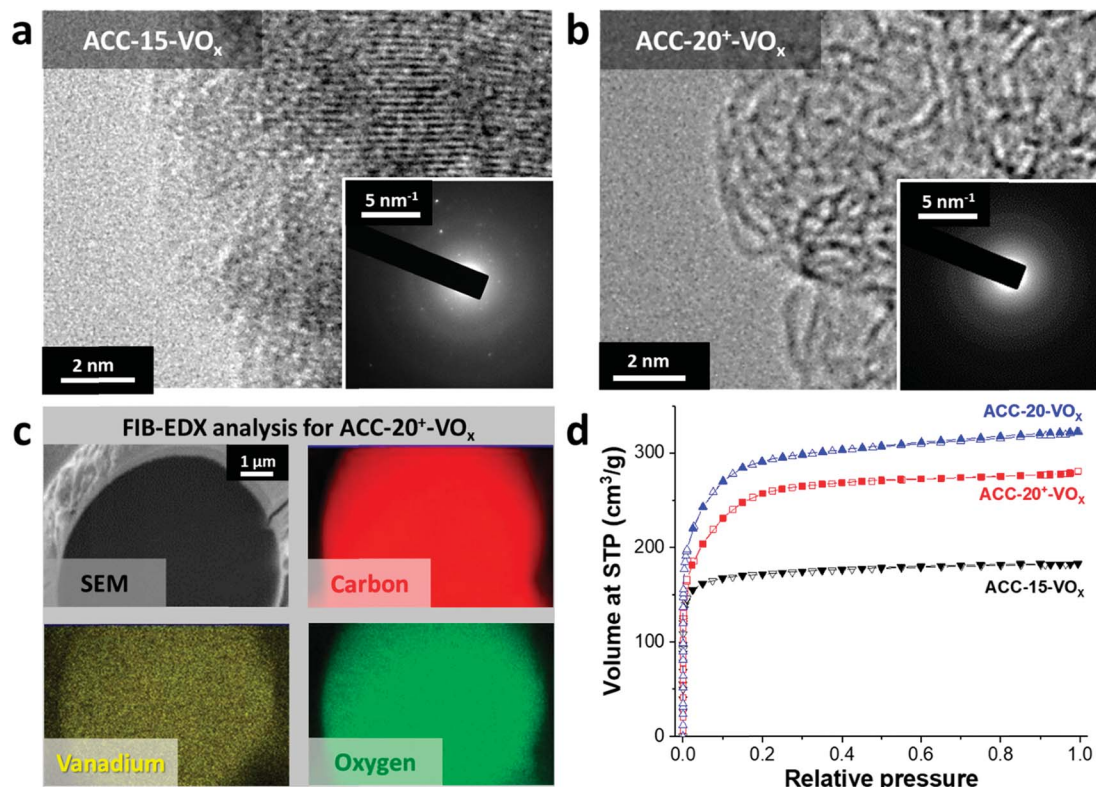 a
ACC-15-VOₓ
5 nm⁻¹
2 nm
b
ACC-20⁺-VOₓ
5 nm⁻¹
2 nm
c
FIB-EDX analysis for ACC-20⁺-VOₓ
1 µm
SEM
Carbon
Vanadium
Oxygen
d
ACC-20-VOₓ
ACC-20⁺-VOₓ
ACC-15-VOₓ
Volume at STP (cm³/g)
300
200
100
0
0.0 0.2 0.4 0.6 0.8 1.0
Relative pressure